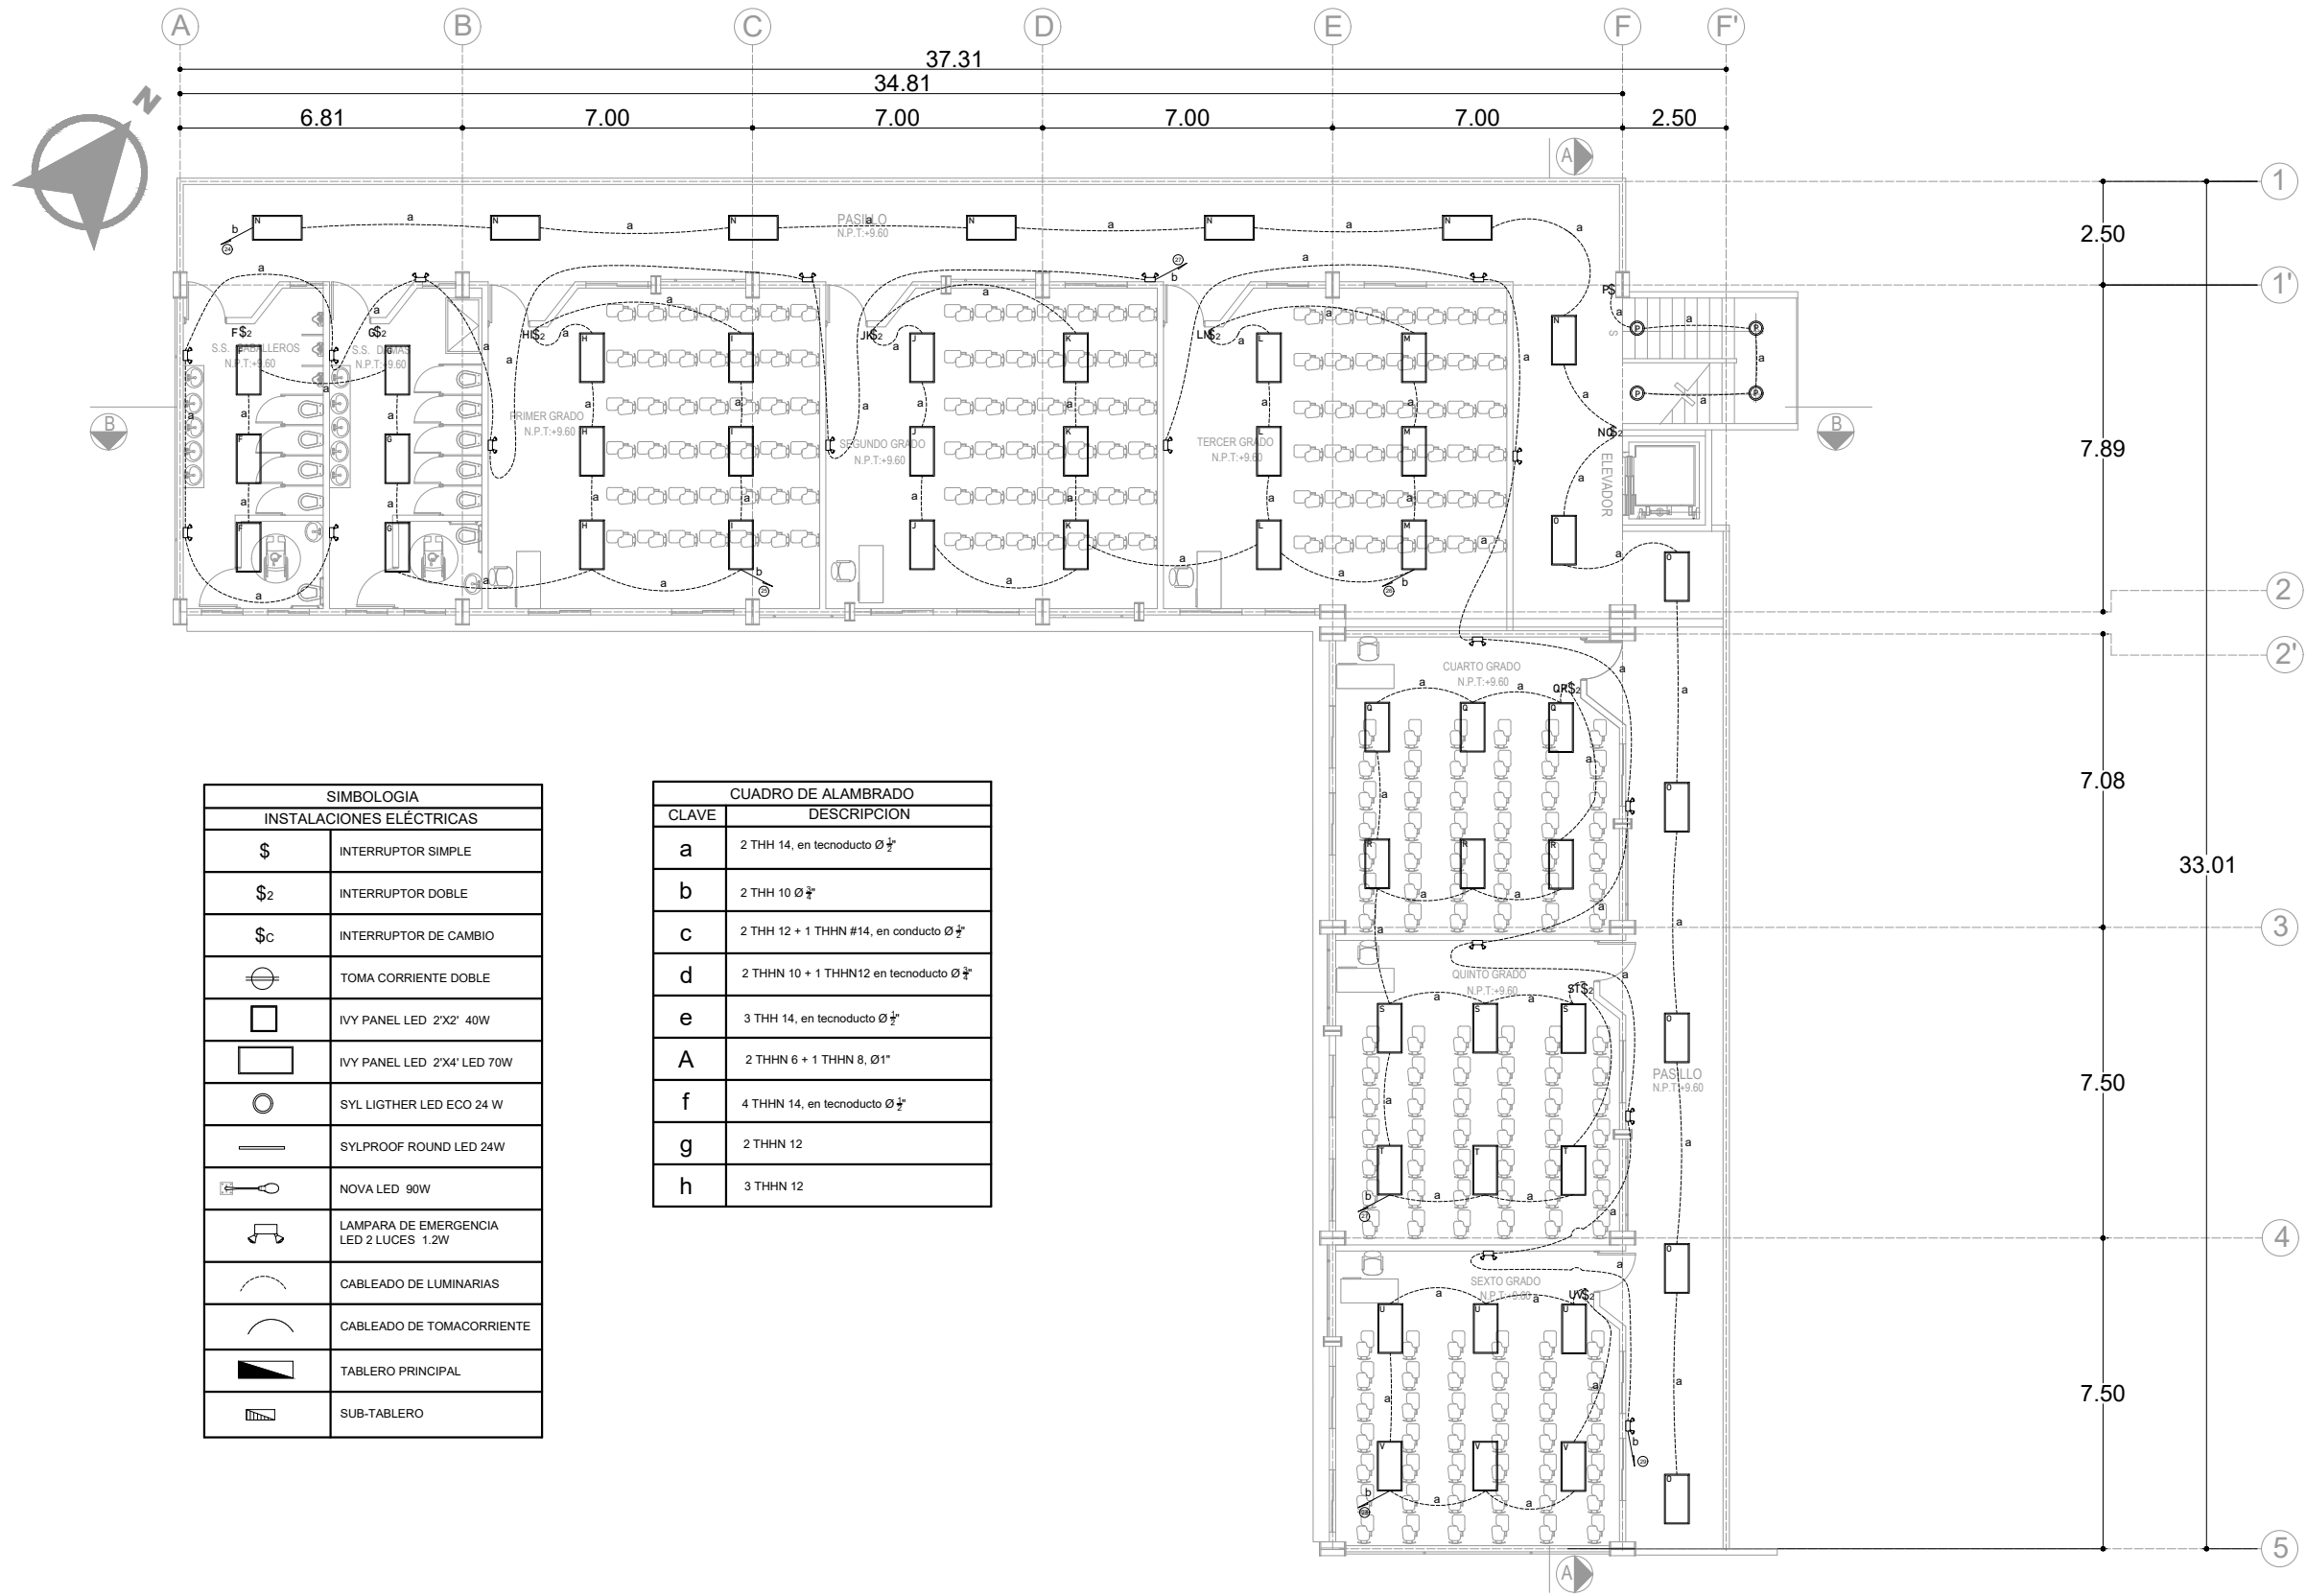 A B C D E F F'
37.31
34.81
6.81 7.00 7.00 7.00 7.00 2.50
N
A
1
2.50
1'
7.89
2
2'
7.08
33.01
3
7.50
4
7.50
5
N N N N N N
a a a a a a
b
24
PASILLO
N.P.T:+9.60
27
b
a a a a a
F$2
S.S. CABALLEROS
N.P.T:+9.60
F F F
G$2
S.S. DAMAS
N.P.T:+9.60
G G G
HI$2
PRIMER GRADO
N.P.T:+9.60
H H H
I I I
b
25
JK$2
SEGUNDO GRADO
N.P.T:+9.60
J J J
K K K
LM$2
TERCER GRADO
N.P.T:+9.60
L L L
M M M
b
26
N
P$
S
P P
P P
NO$2
ELEVADOR
B
B
O O
CUARTO GRADO
N.P.T:+9.60
QR$2
Q Q Q
R R R
O
QUINTO GRADO
N.P.T:+9.60
ST$2
S S S
T T T
b
27
O
PASILLO
N.P.T:+9.60
O
SEXTO GRADO
N.P.T:+9.60
UV$2
U U U
V V V
b
28
b
29
O
A
SIMBOLOGIA
INSTALACIONES ELÉCTRICAS
$ INTERRUPTOR SIMPLE
$2 INTERRUPTOR DOBLE
$C INTERRUPTOR DE CAMBIO
TOMA CORRIENTE DOBLE
IVY PANEL LED 2'X2' 40W
IVY PANEL LED 2'X4' LED 70W
SYL LIGTHER LED ECO 24 W
SYLPROOF ROUND LED 24W
NOVA LED 90W
LAMPARA DE EMERGENCIA
LED 2 LUCES 1.2W
CABLEADO DE LUMINARIAS
CABLEADO DE TOMACORRIENTE
TABLERO PRINCIPAL
SUB-TABLERO
CUADRO DE ALAMBRADO
CLAVE DESCRIPCION
a 2 THH 14, en tecnoducto Ø 1/2"
b 2 THH 10 Ø 3/4"
c 2 THH 12 + 1 THHN #14, en conducto Ø 1/2"
d 2 THHN 10 + 1 THHN12 en tecnoducto Ø 3/4"
e 3 THH 14, en tecnoducto Ø 1/2"
A 2 THHN 6 + 1 THHN 8, Ø1"
f 4 THHN 14, en tecnoducto Ø 1/2"
g 2 THHN 12
h 3 THHN 12